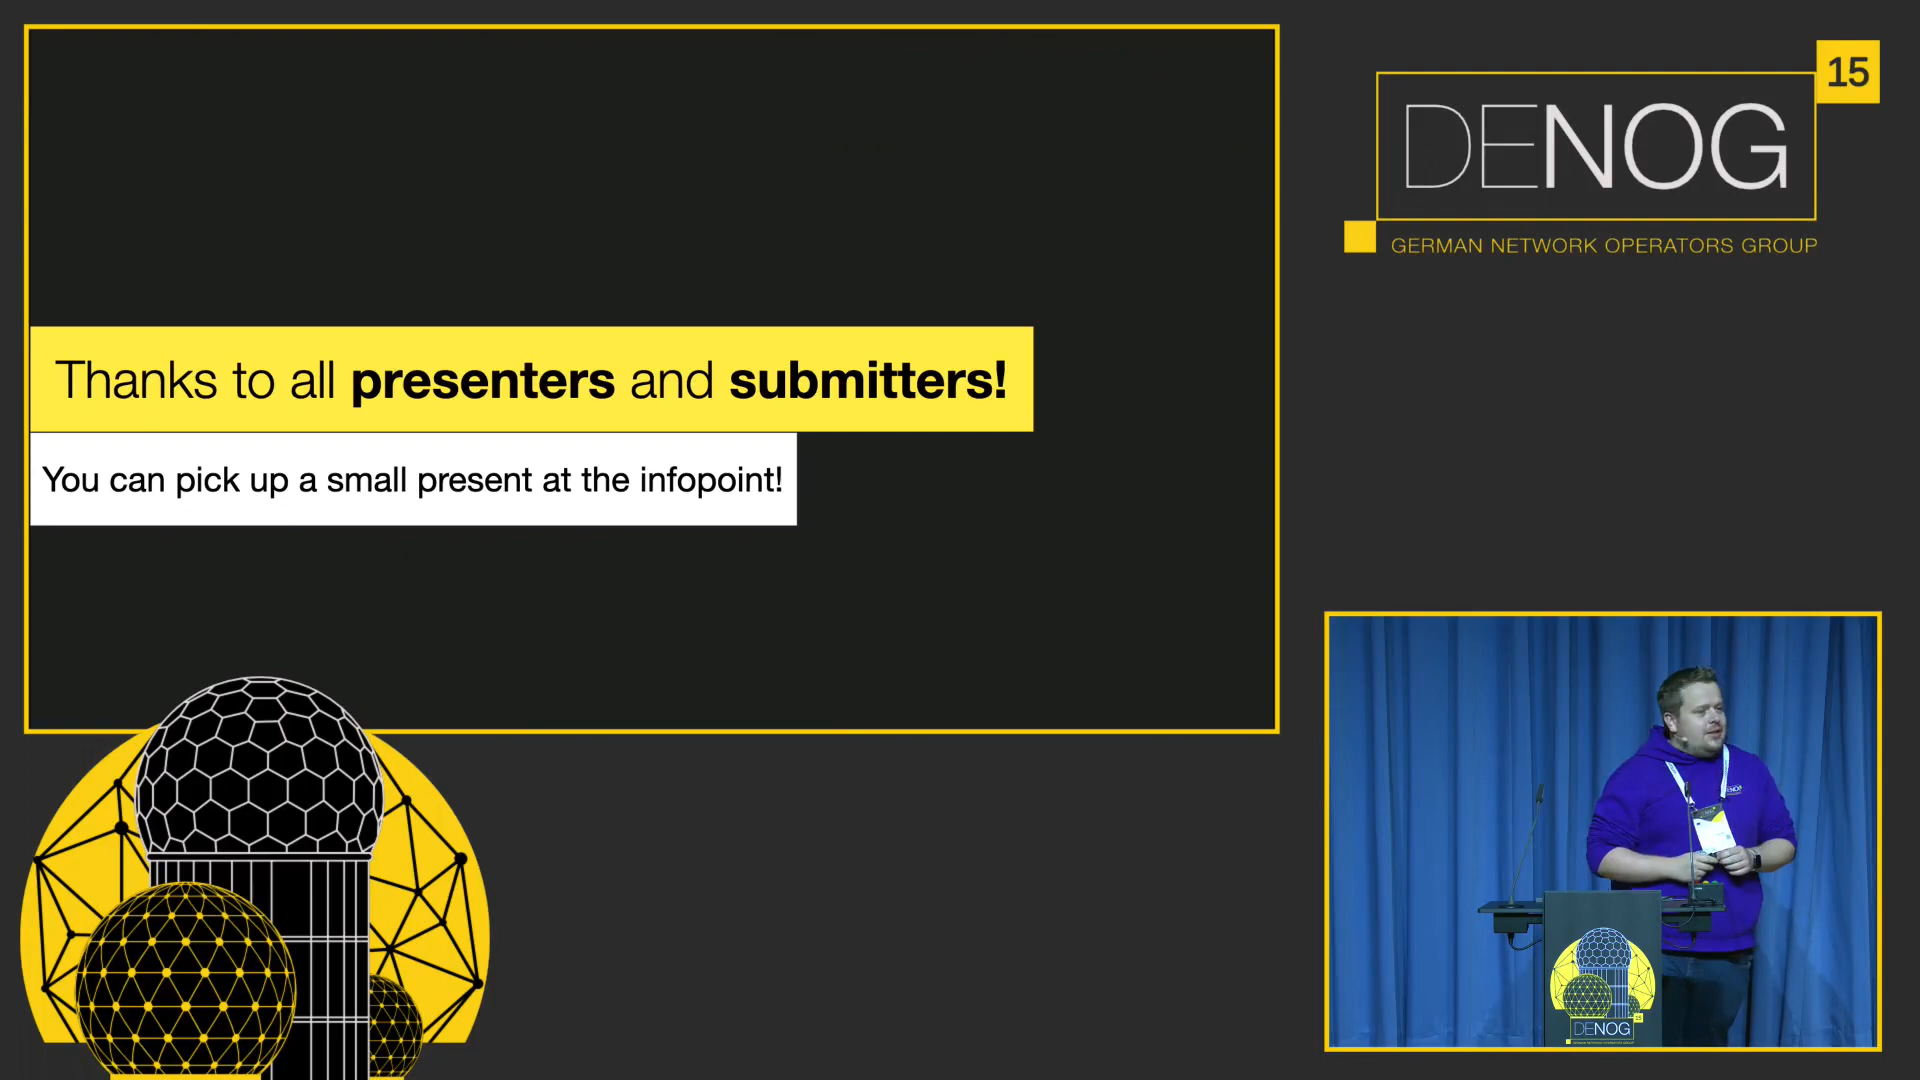 Thanks to all presenters and submitters!
You can pick up a small present at the infopoint!
15
DENOG
GERMAN NETWORK OPERATORS GROUP
15
DENOG